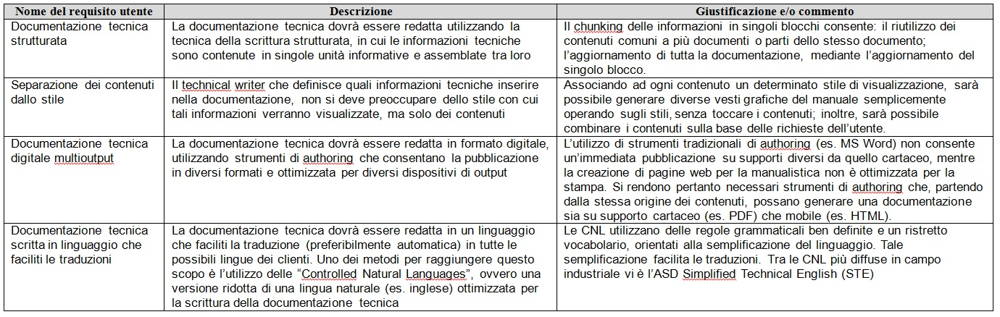 Nome del requisito utente
Descrizione
Giustificazione e/o commento
Documentazione tecnica
strutturata
La documentazione tecnica dovrà essere redatta utilizzando la
tecnica della scrittura strutturata, in cui le informazioni tecniche
sono contenute in singole unità informative e assemblate tra loro
Il chunking delle informazioni in singoli blocchi consente: il riutilizzo dei
contenuti comuni a più documenti o parti dello stesso documento;
l’aggiornamento di tutta la documentazione, mediante l’aggiornamento del
singolo blocco.
Separazione dei contenuti
dallo stile
Il technical writer che definisce quali informazioni tecniche inserire
nella documentazione, non si deve preoccupare dello stile con cui
tali informazioni verranno visualizzate, ma solo dei contenuti
Associando ad ogni contenuto un determinato stile di visualizzazione, sarà
possibile generare diverse vesti grafiche del manuale semplicemente
operando sugli stili, senza toccare i contenuti; inoltre, sarà possibile
combinare i contenuti sulla base delle richieste dell’utente.
Documentazione tecnica
digitale multioutput
La documentazione tecnica dovrà essere redatta in formato digitale,
utilizzando strumenti di authoring che consentano la pubblicazione
in diversi formati e ottimizzata per diversi dispositivi di output
L’utilizzo di strumenti tradizionali di authoring (es. MS Word) non consente
un’immediata pubblicazione su supporti diversi da quello cartaceo, mentre
la creazione di pagine web per la manualistica non è ottimizzata per la
stampa. Si rendono pertanto necessari strumenti di authoring che, partendo
dalla stessa origine dei contenuti, possano generare una documentazione
sia su supporto cartaceo (es. PDF) che mobile (es. HTML).
Documentazione tecnica
scritta in linguaggio che
faciliti le traduzioni
La documentazione tecnica dovrà essere redatta in un linguaggio
che faciliti la traduzione (preferibilmente automatica) in tutte le
possibili lingue dei clienti. Uno dei metodi per raggiungere questo
scopo è l’utilizzo delle “Controlled Natural Languages”, ovvero una
versione ridotta di una lingua naturale (es. inglese) ottimizzata per
la scrittura della documentazione tecnica
Le CNL utilizzano delle regole grammaticali ben definite e un ristretto
vocabolario, orientati alla semplificazione del linguaggio. Tale
semplificazione facilita le traduzioni. Tra le CNL più diffuse in campo
industriale vi è l’ASD Simplified Technical English (STE)